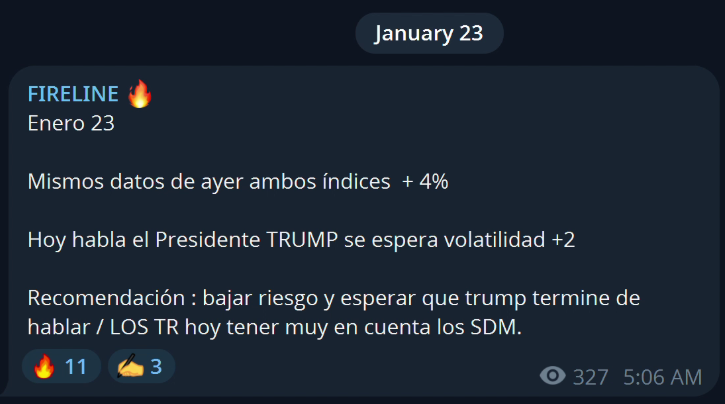 January 23
FIRELINE 🔥
Enero 23
Mismos datos de ayer ambos índices + 4%
Hoy habla el Presidente TRUMP se espera volatilidad +2
Recomendación : bajar riesgo y esperar que trump termine de
hablar / LOS TR hoy tener muy en cuenta los SDM.
🔥 11 ✍️ 3
327 5:06 AM